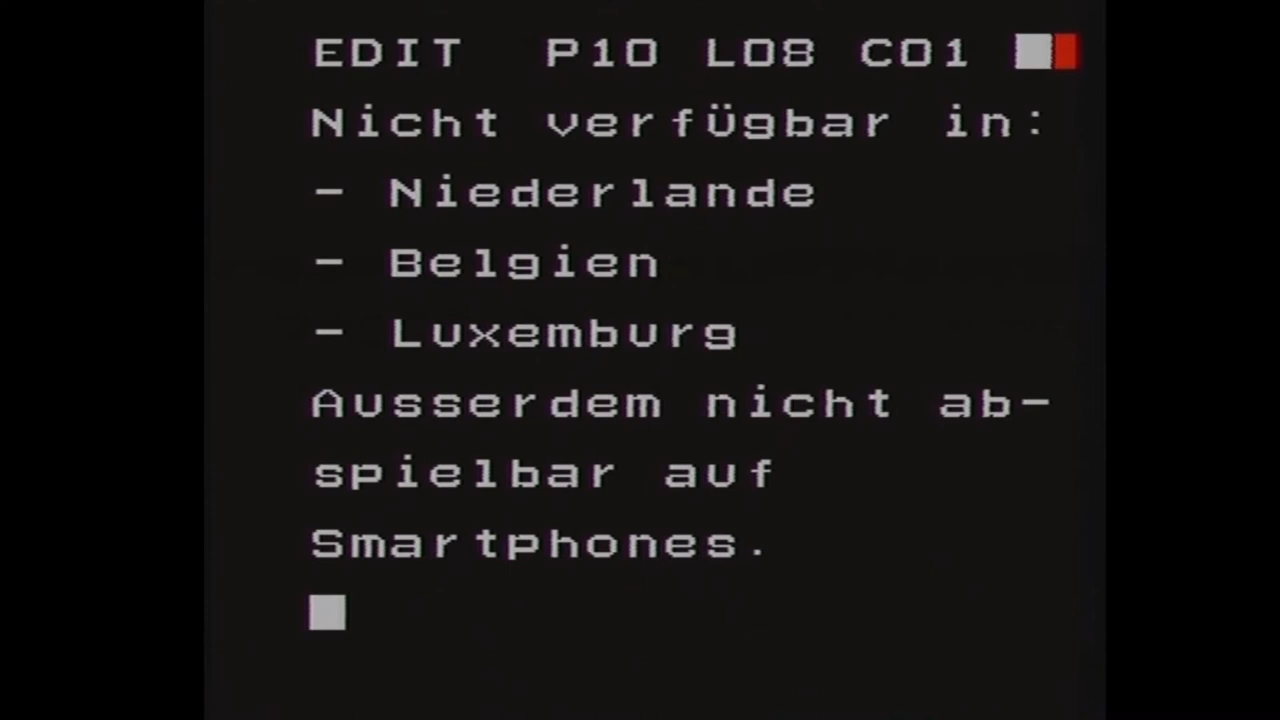 EDIT P10 L08 C01
Nicht verfügbar in:
- Niederlande
- Belgien
- Luxemburg
Ausserdem nicht ab-
spielbar auf
Smartphones.